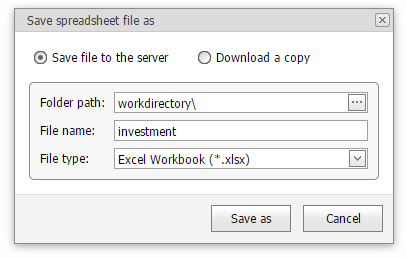 Save spreadsheet file as
Save file to the server Download a copy
Folder path: workdirectory\
File name: investment
File type: Excel Workbook (*.xlsx)
Save as Cancel